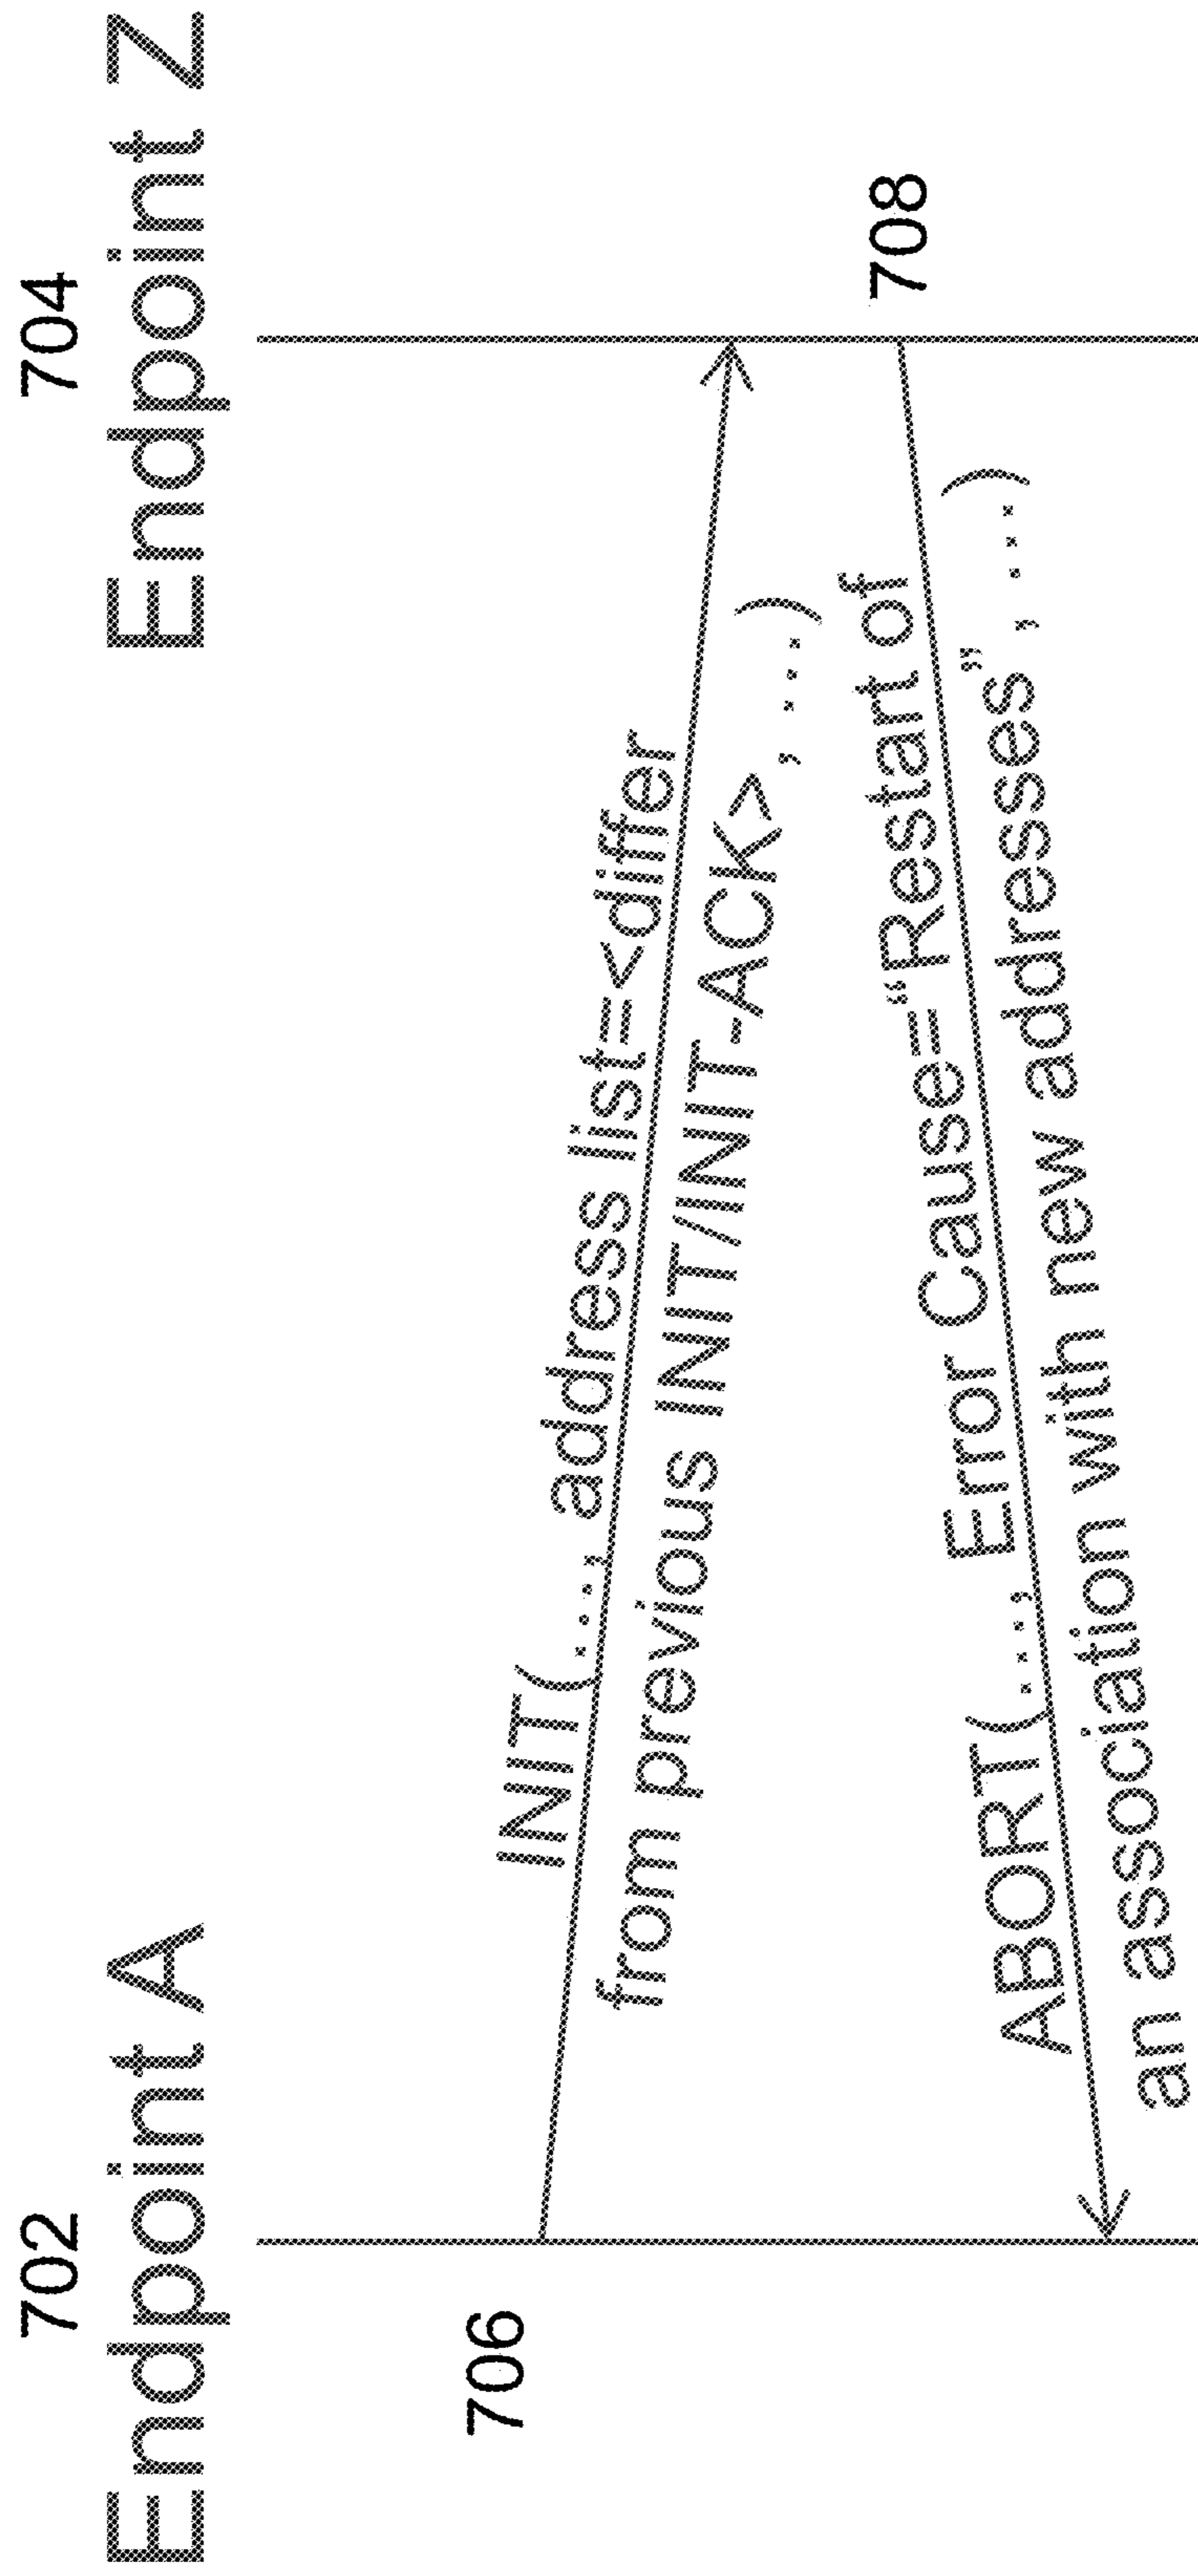 702
704
Endpoint A
Endpoint Z
706
INIT(..., address list=<differ
from previous INIT/INIT-ACK>, ...)
708
ABORT(..., Error Cause=“Restart of
an association with new addresses”, ...)